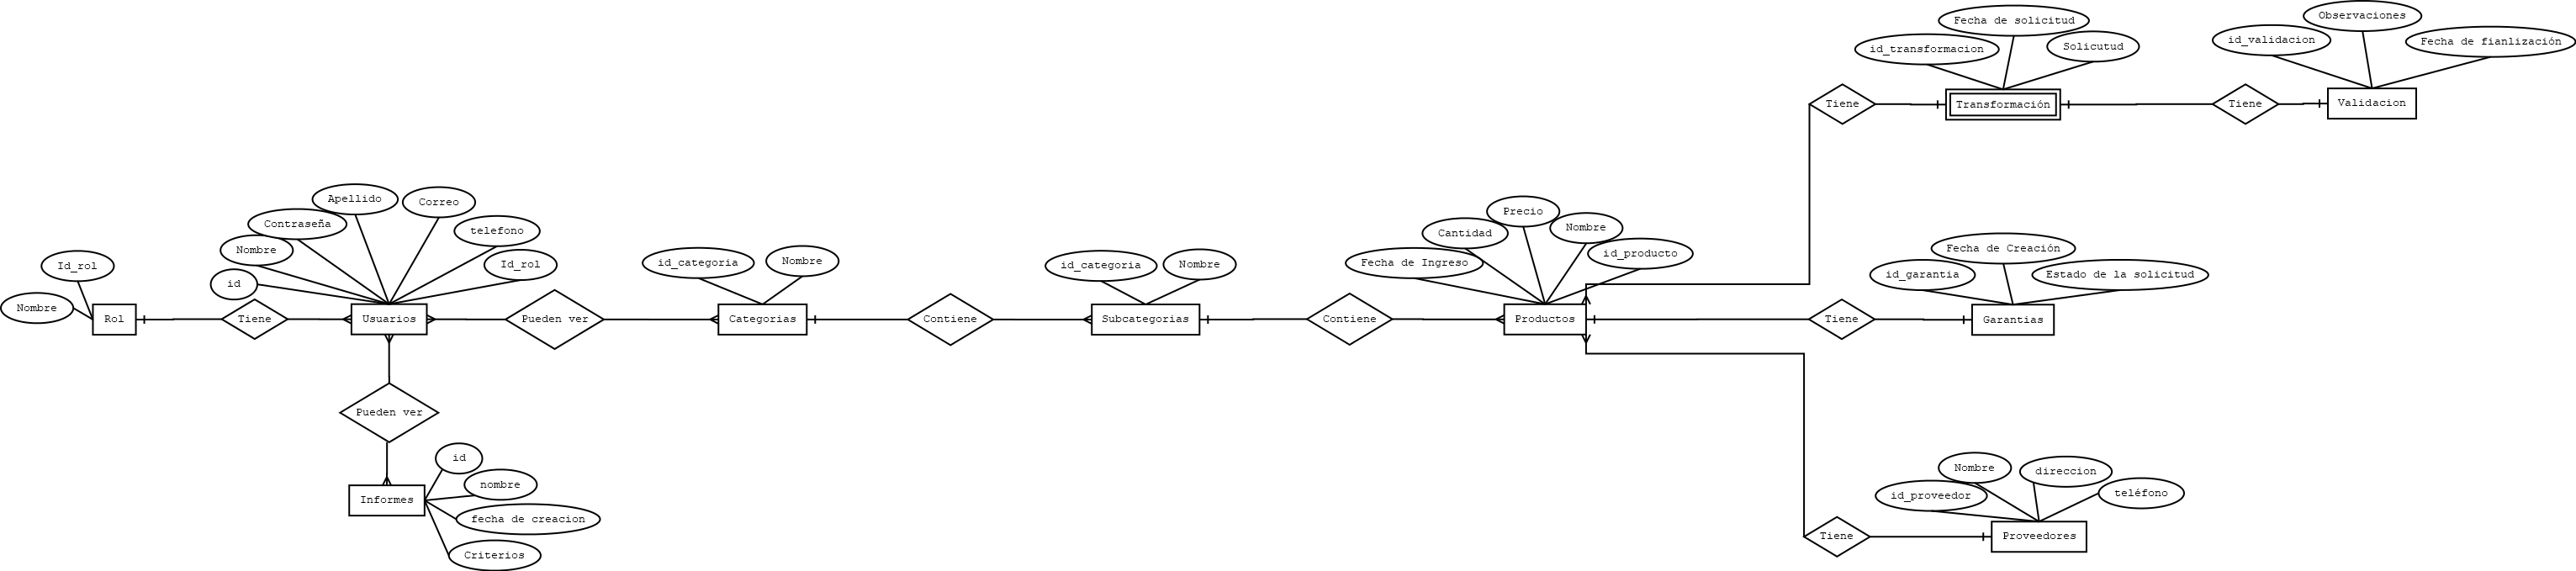 Fecha de solicitud
id_transformacion
Solicutud
Tiene
Transformación
Observaciones
id_validacion
Fecha de fianlización
Tiene
Validacion
Id_rol
Nombre
Rol
Tiene
Apellido
Correo
Contraseña
telefono
Nombre
Id_rol
id
Usuarios
Pueden ver
id_categoria
Nombre
Categorias
Contiene
id_categoria
Nombre
Subcategorias
Contiene
Precio
Cantidad
Nombre
Fecha de Ingreso
id_producto
Productos
Tiene
Fecha de Creación
id_garantia
Estado de la solicitud
Garantias
Pueden ver
id
nombre
Informes
fecha de creacion
Criterios
Nombre
direccion
id_proveedor
teléfono
Tiene
Proveedores